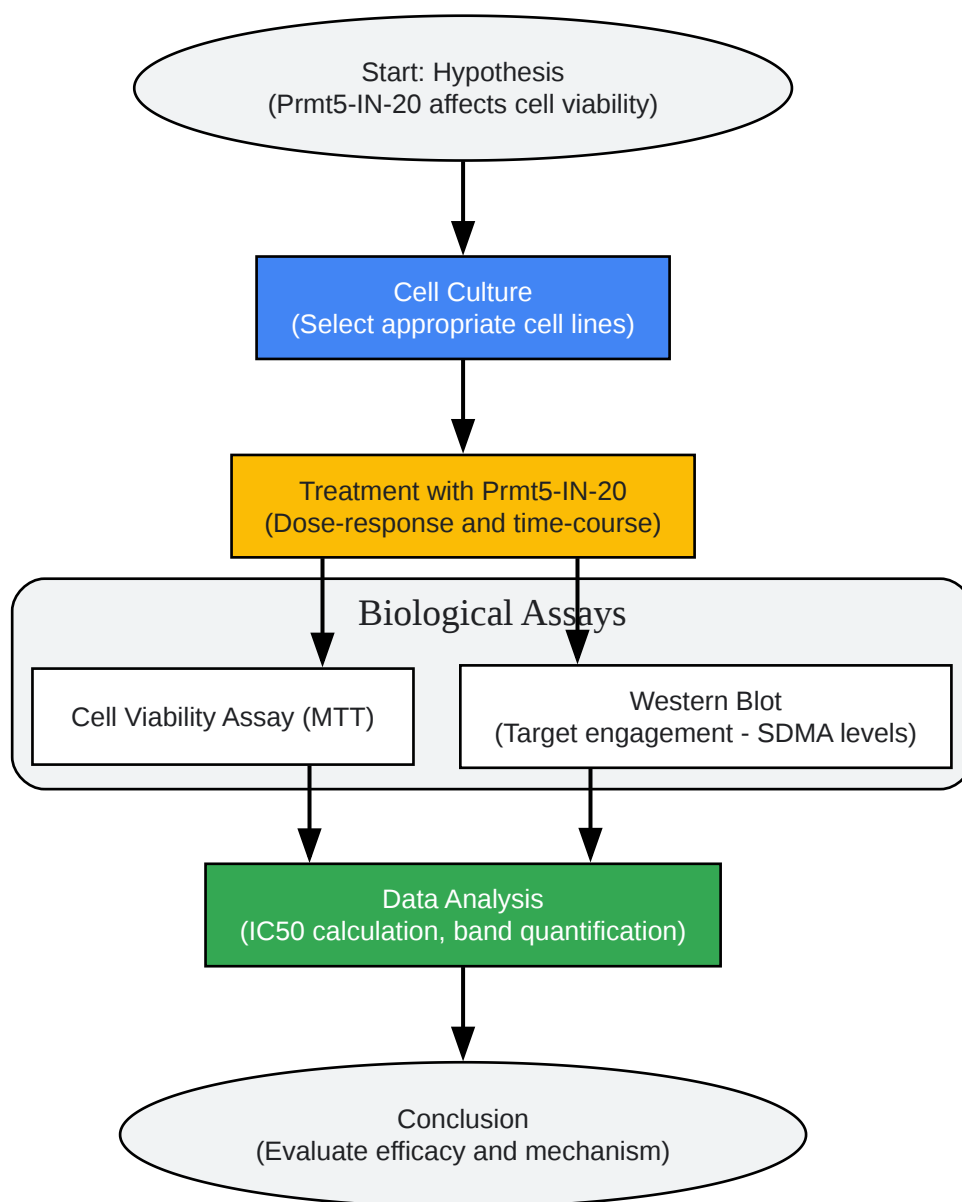 Start: Hypothesis
(Prmt5-IN-20 affects cell viability)
Cell Culture
(Select appropriate cell lines)
Treatment with Prmt5-IN-20
(Dose-response and time-course)
Biological Assays
Cell Viability Assay (MTT)
Western Blot
(Target engagement - SDMA levels)
Data Analysis
(IC50 calculation, band quantification)
Conclusion
(Evaluate efficacy and mechanism)